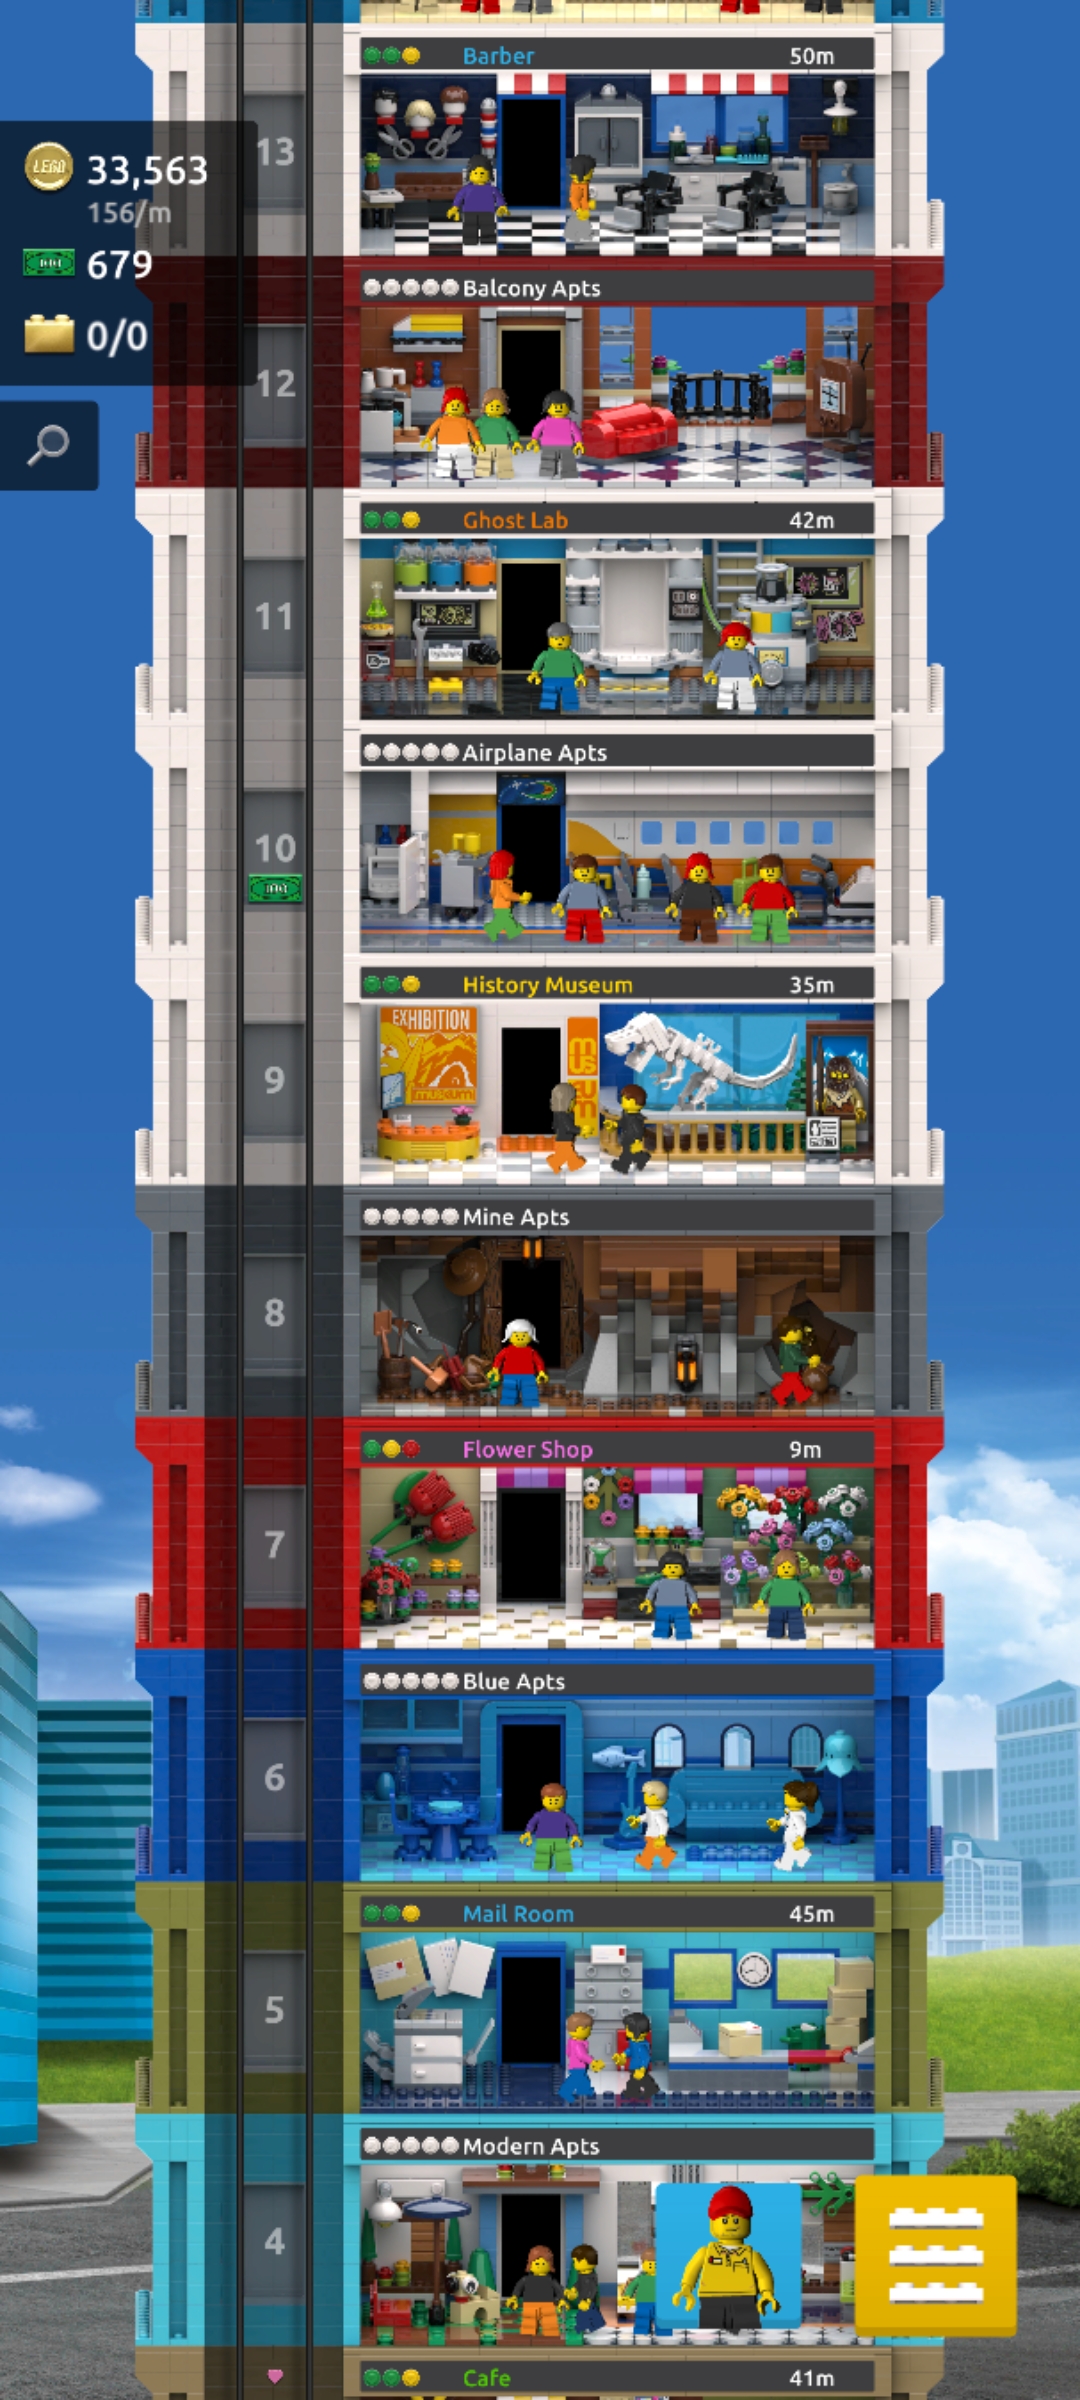 Barber 50m
13
LEGO 33,563
156/m
679
0/0
Balcony Apts
12
Ghost Lab 42m
11
Airplane Apts
10
History Museum 35m
EXHIBITION
museum
museum
9
Mine Apts
8
Flower Shop 9m
7
Blue Apts
6
Mail Room 45m
5
Modern Apts
4
Cafe 41m